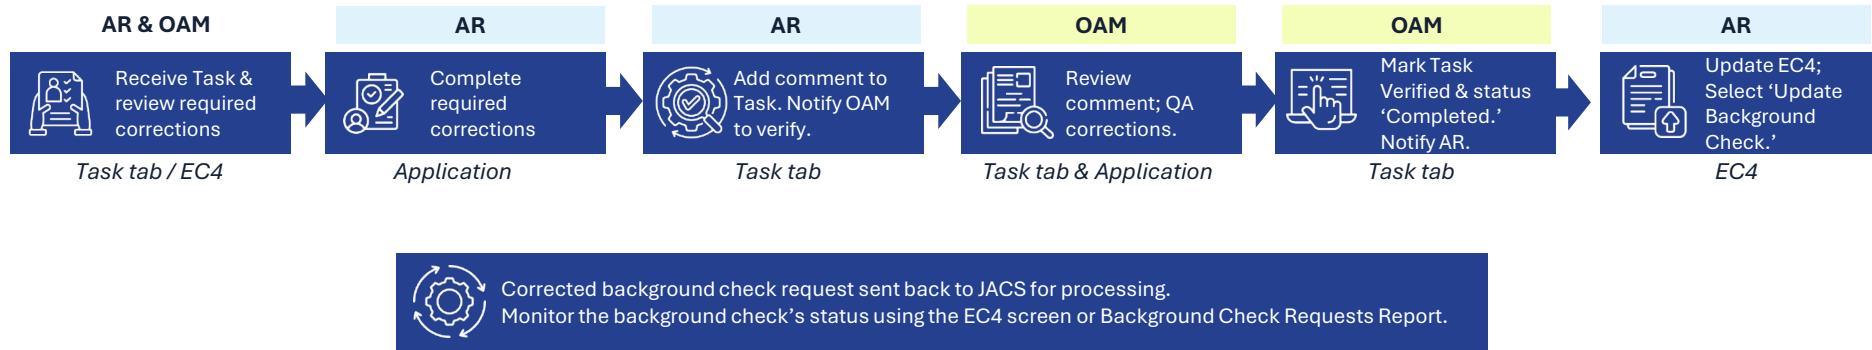 AR & OAM
Receive Task &
review required
corrections
Task tab / EC4
AR
Complete
required
corrections
Application
AR
Add comment to
Task. Notify OAM
to verify.
Task tab
OAM
Review
comment; QA
corrections.
Task tab & Application
OAM
Mark Task
Verified & status
‘Completed.’
Notify AR.
Task tab
AR
Update EC4;
Select ‘Update
Background
Check.’
EC4
Corrected background check request sent back to JACS for processing.
Monitor the background check’s status using the EC4 screen or Background Check Requests Report.